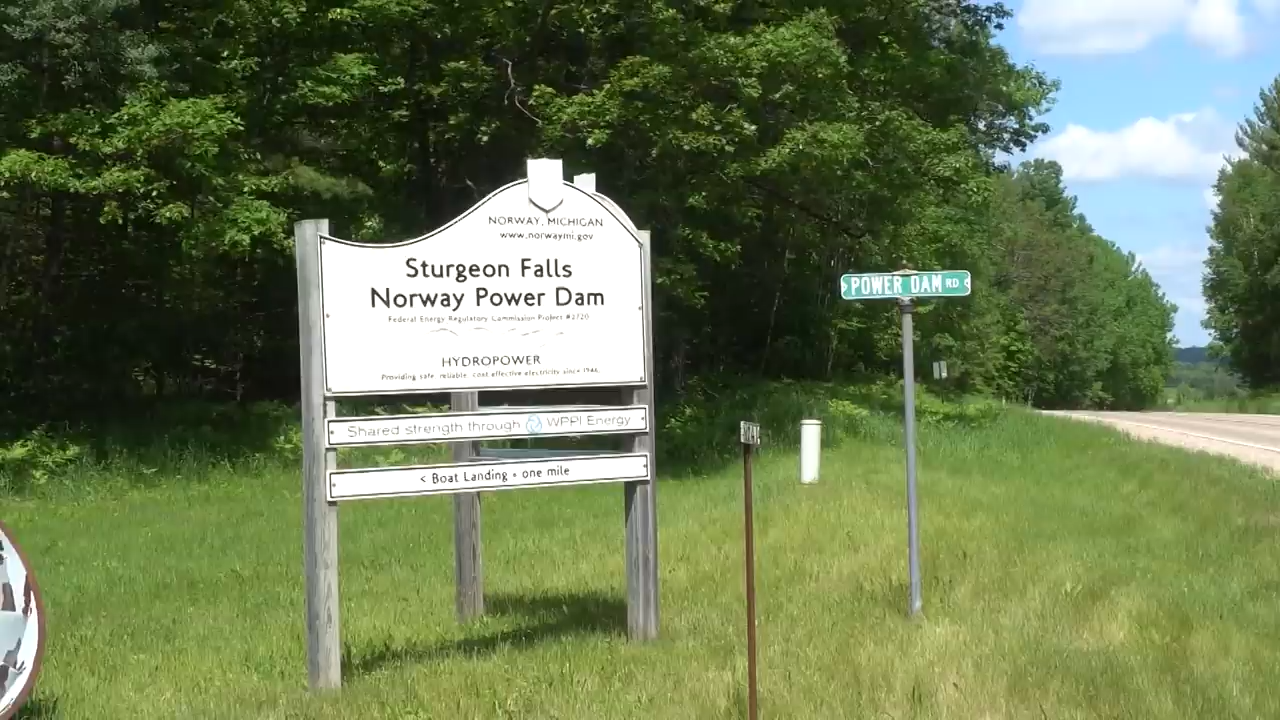 NORWAY, MICHIGAN
www.norwaymi.gov
Sturgeon Falls
Norway Power Dam
Federal Energy Regulatory Commission Project #2720
HYDROPOWER
Providing safe, reliable, cost effective electricity since 1946.
Shared strength through WPPI Energy
< Boat Landing - one mile
POWER DAM RD